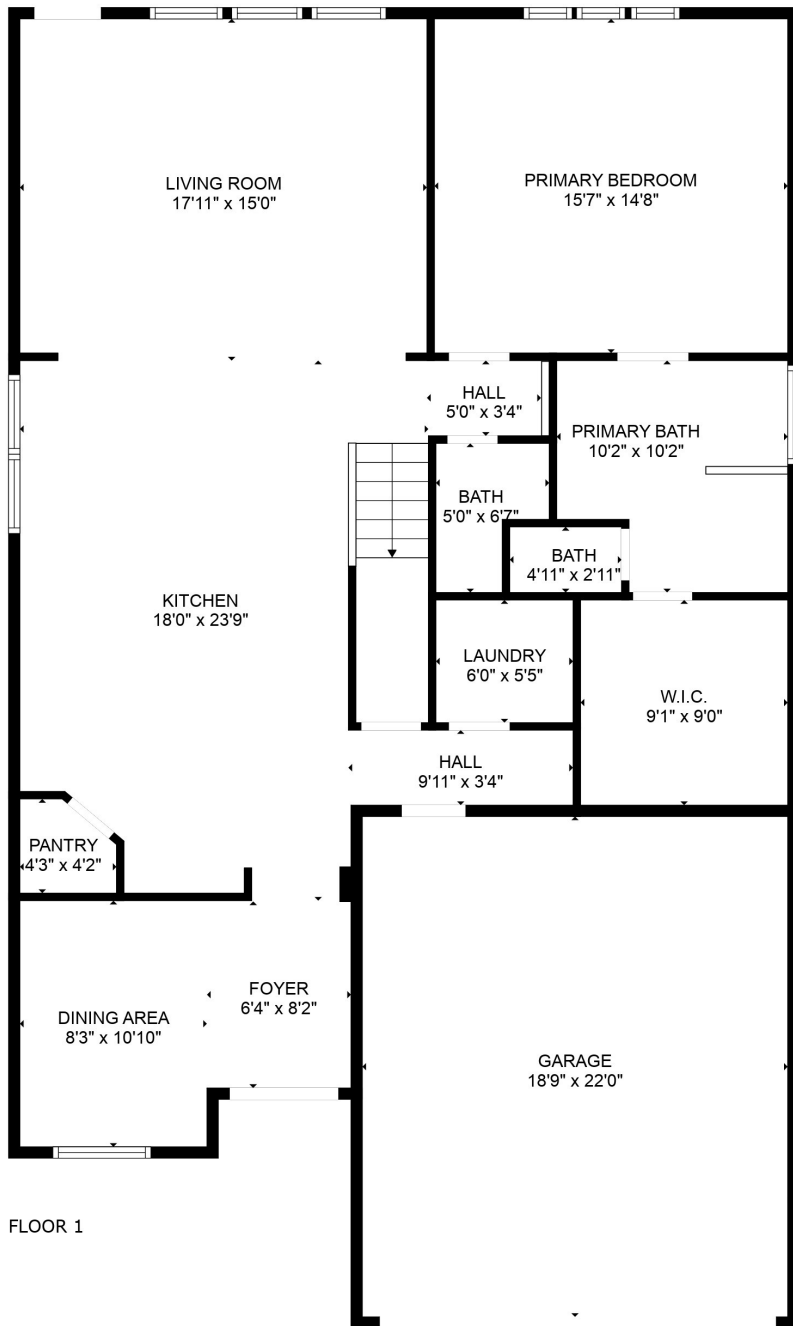 LIVING ROOM
17'11" x 15'0"
PRIMARY BEDROOM
15'7" x 14'8"
HALL
5'0" x 3'4"
PRIMARY BATH
10'2" x 10'2"
BATH
5'0" x 6'7"
BATH
4'11" x 2'11"
KITCHEN
18'0" x 23'9"
LAUNDRY
6'0" x 5'5"
W.I.C.
9'1" x 9'0"
HALL
9'11" x 3'4"
PANTRY
4'3" x 4'2"
FOYER
6'4" x 8'2"
DINING AREA
8'3" x 10'10"
GARAGE
18'9" x 22'0"
FLOOR 1